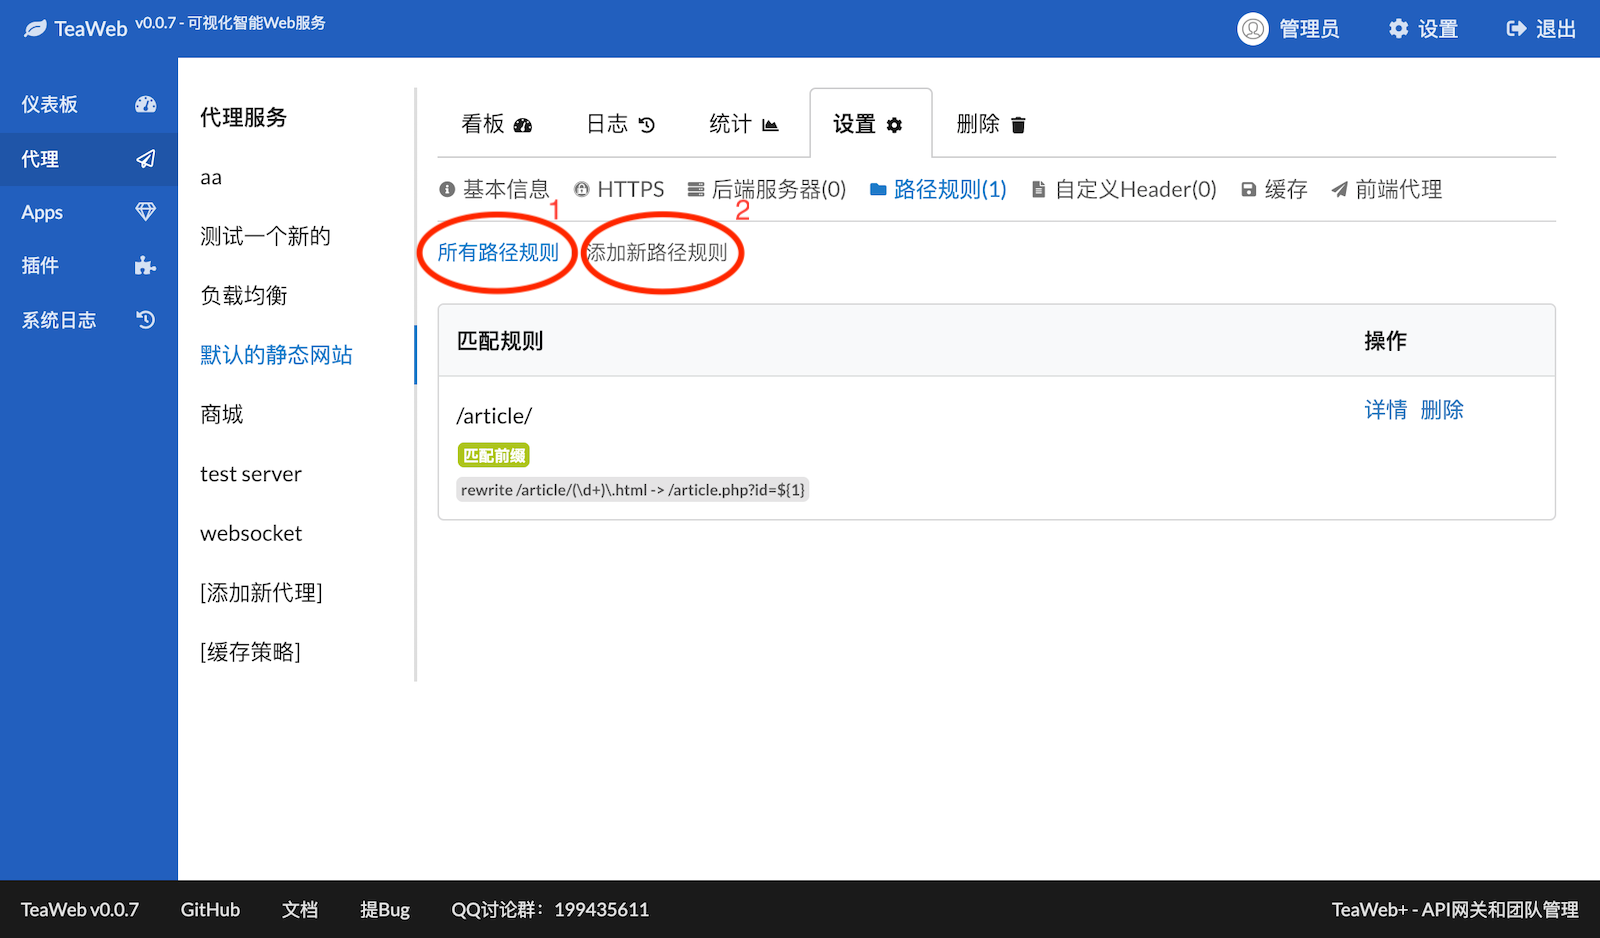 TeaWeb v0.0.7 - 可视化智能Web服务
管理员 设置 退出
仪表板
代理
Apps
插件
系统日志
代理服务
aa
测试一个新的
负载均衡
默认的静态网站
商城
test server
websocket
[添加新代理]
[缓存策略]
看板 日志 统计 设置 删除
基本信息 HTTPS 后端服务器(0) 路径规则(1) 自定义Header(0) 缓存 前端代理
1 2
所有路径规则 添加新路径规则
匹配规则 操作
/article/ 详情 删除
匹配前缀
rewrite /article/(\d+)\.html -> /article.php?id=${1}
TeaWeb v0.0.7 GitHub 文档 提Bug QQ讨论群：199435611 TeaWeb+ - API网关和团队管理